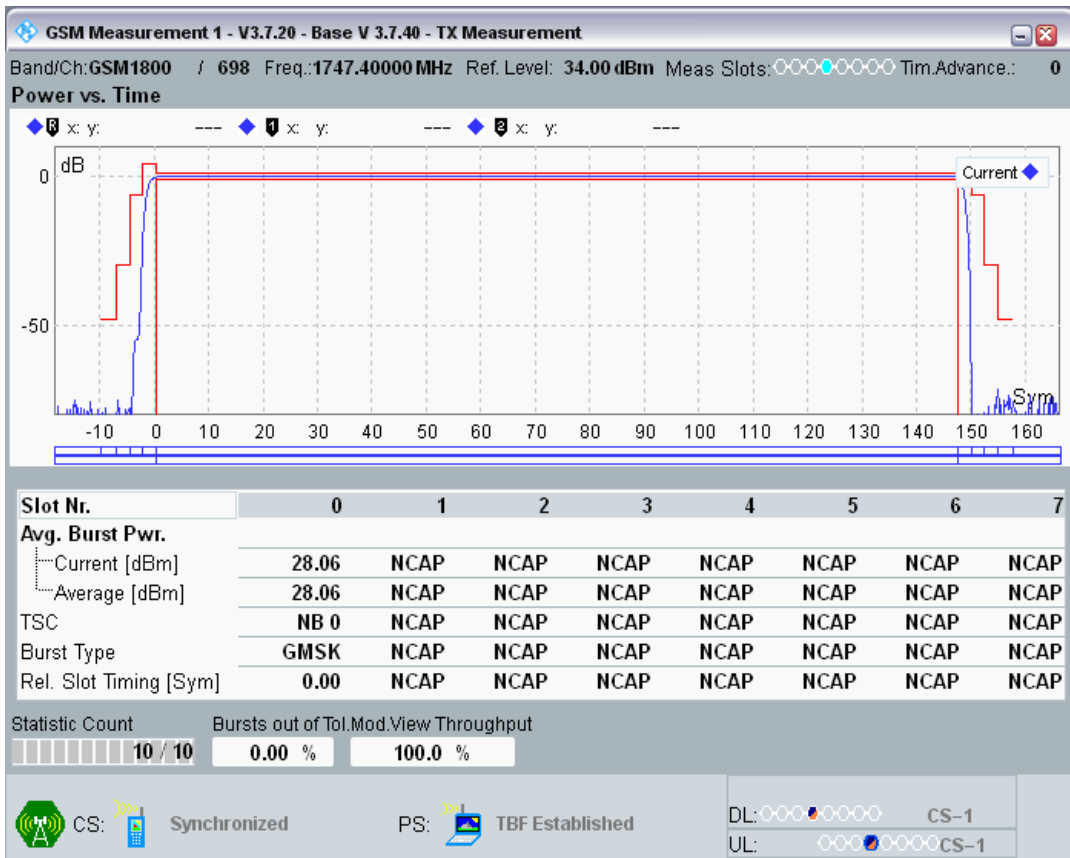 GSM Measurement 1 - V3.7.20 - Base V 3.7.40 - TX Measurement
Band/Ch:GSM1800 / 698 Freq.:1747.40000 MHz Ref. Level: 34.00 dBm Meas Slots: Tim.Advance.: 0
Power vs. Time
R x: y: --- 1 x: y: --- 2 x: y: ---
dB
Current
0
-50
Sym
-10 0 10 20 30 40 50 60 70 80 90 100 110 120 130 140 150 160
Slot Nr. 0 1 2 3 4 5 6 7
Avg. Burst Pwr.
Current [dBm] 28.06 NCAP NCAP NCAP NCAP NCAP NCAP NCAP
Average [dBm] 28.06 NCAP NCAP NCAP NCAP NCAP NCAP NCAP
TSC NB 0 NCAP NCAP NCAP NCAP NCAP NCAP NCAP
Burst Type GMSK NCAP NCAP NCAP NCAP NCAP NCAP NCAP
Rel. Slot Timing [Sym] 0.00 NCAP NCAP NCAP NCAP NCAP NCAP NCAP
Statistic Count Bursts out of Tol.Mod.View Throughput
10 / 10 0.00 % 100.0 %
CS: Synchronized PS: TBF Established
DL: CS-1
UL: CS-1